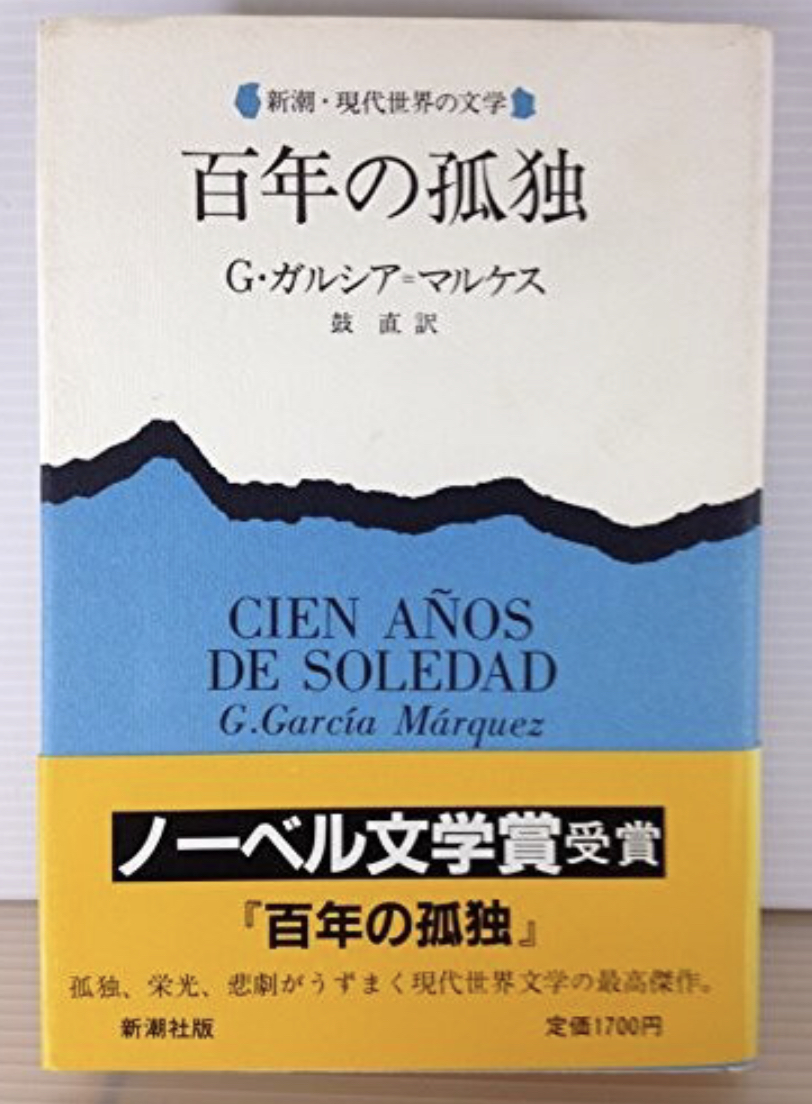 新潮・現代世界の文学
百年の孤独
G・ガルシア=マルケス
鼓 直 訳
CIEN AÑOS
DE SOLEDAD
G.García Márquez
ノーベル文学賞受賞
『百年の孤独』
孤独、栄光、悲劇がうずまく現代世界文学の最高傑作。
新潮社版 定価1700円